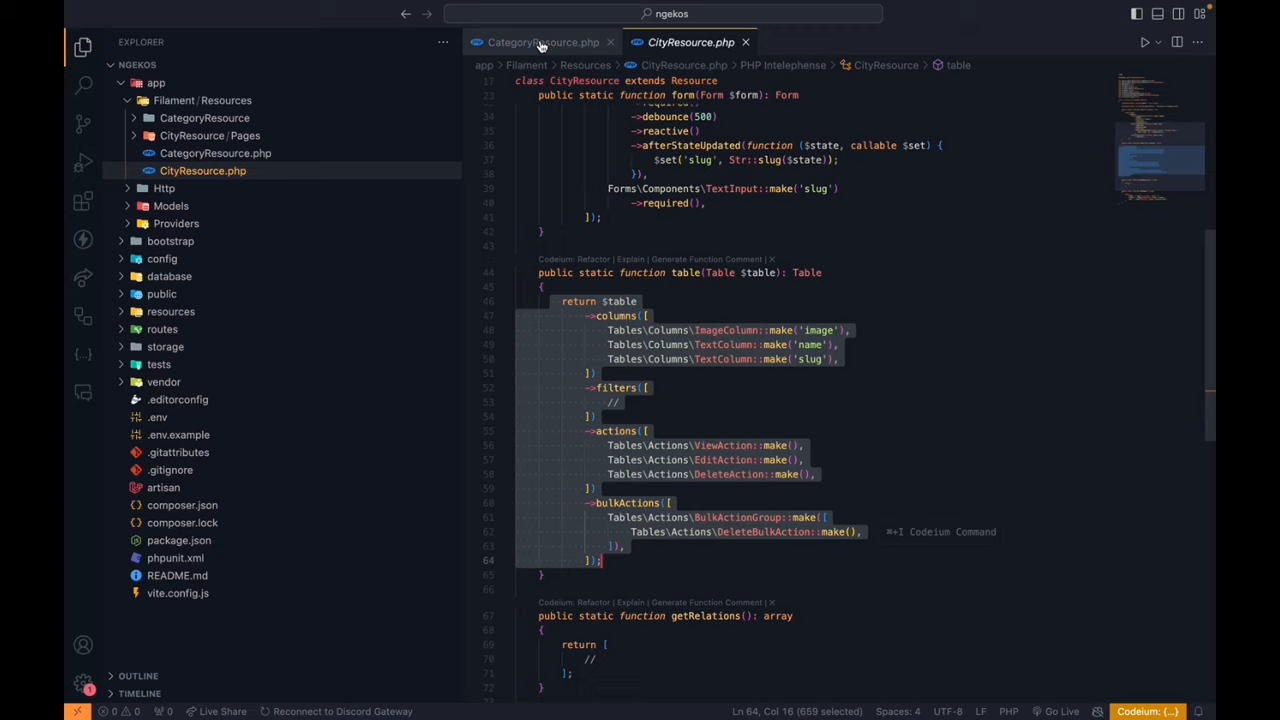 ngekos
EXPLORER
CategoryResource.php
CityResource.php
NGEKOS
app > Filament > Resources > CityResource.php > PHP Intelephense > CityResource > table
app
Filament / Resources
CategoryResource
CityResource / Pages
CategoryResource.php
CityResource.php
Http
Models
Providers
bootstrap
config
database
public
resources
routes
storage
tests
vendor
.editorconfig
.env
.env.example
.gitattributes
.gitignore
artisan
composer.json
composer.lock
package.json
phpunit.xml
README.md
vite.config.js
OUTLINE
TIMELINE
17 class CityResource extends Resource
23 public static function form(Form $form): Form
->required()
34 ->debounce(500)
35 ->reactive()
36 ->afterStateUpdated(function ($state, callable $set) {
37 $set('slug', Str::slug($state));
38 }),
39 Forms\Components\TextInput::make('slug')
40 ->required(),
41 ]);
42 }
43
Codeium: Refactor | Explain | Generate Function Comment | X
44 public static function table(Table $table): Table
45 {
46 return $table
47 ->columns([
48 Tables\Columns\ImageColumn::make('image'),
49 Tables\Columns\TextColumn::make('name'),
50 Tables\Columns\TextColumn::make('slug'),
51 ])
52 ->filters([
53 //
54 ])
55 ->actions([
56 Tables\Actions\ViewAction::make(),
57 Tables\Actions\EditAction::make(),
58 Tables\Actions\DeleteAction::make(),
59 ])
60 ->bulkActions([
61 Tables\Actions\BulkActionGroup::make([
62 Tables\Actions\DeleteBulkAction::make(), ⌘+I Codeium Command
63 ]),
64 ]);
65 }
66
Codeium: Refactor | Explain | Generate Function Comment | X
67 public static function getRelations(): array
68 {
69 return [
70 //
71 ];
72 }
1
0 0 0 Live Share Reconnect to Discord Gateway Ln 64, Col 16 (659 selected) Spaces: 4 UTF-8 LF PHP Go Live Codeium: {...}